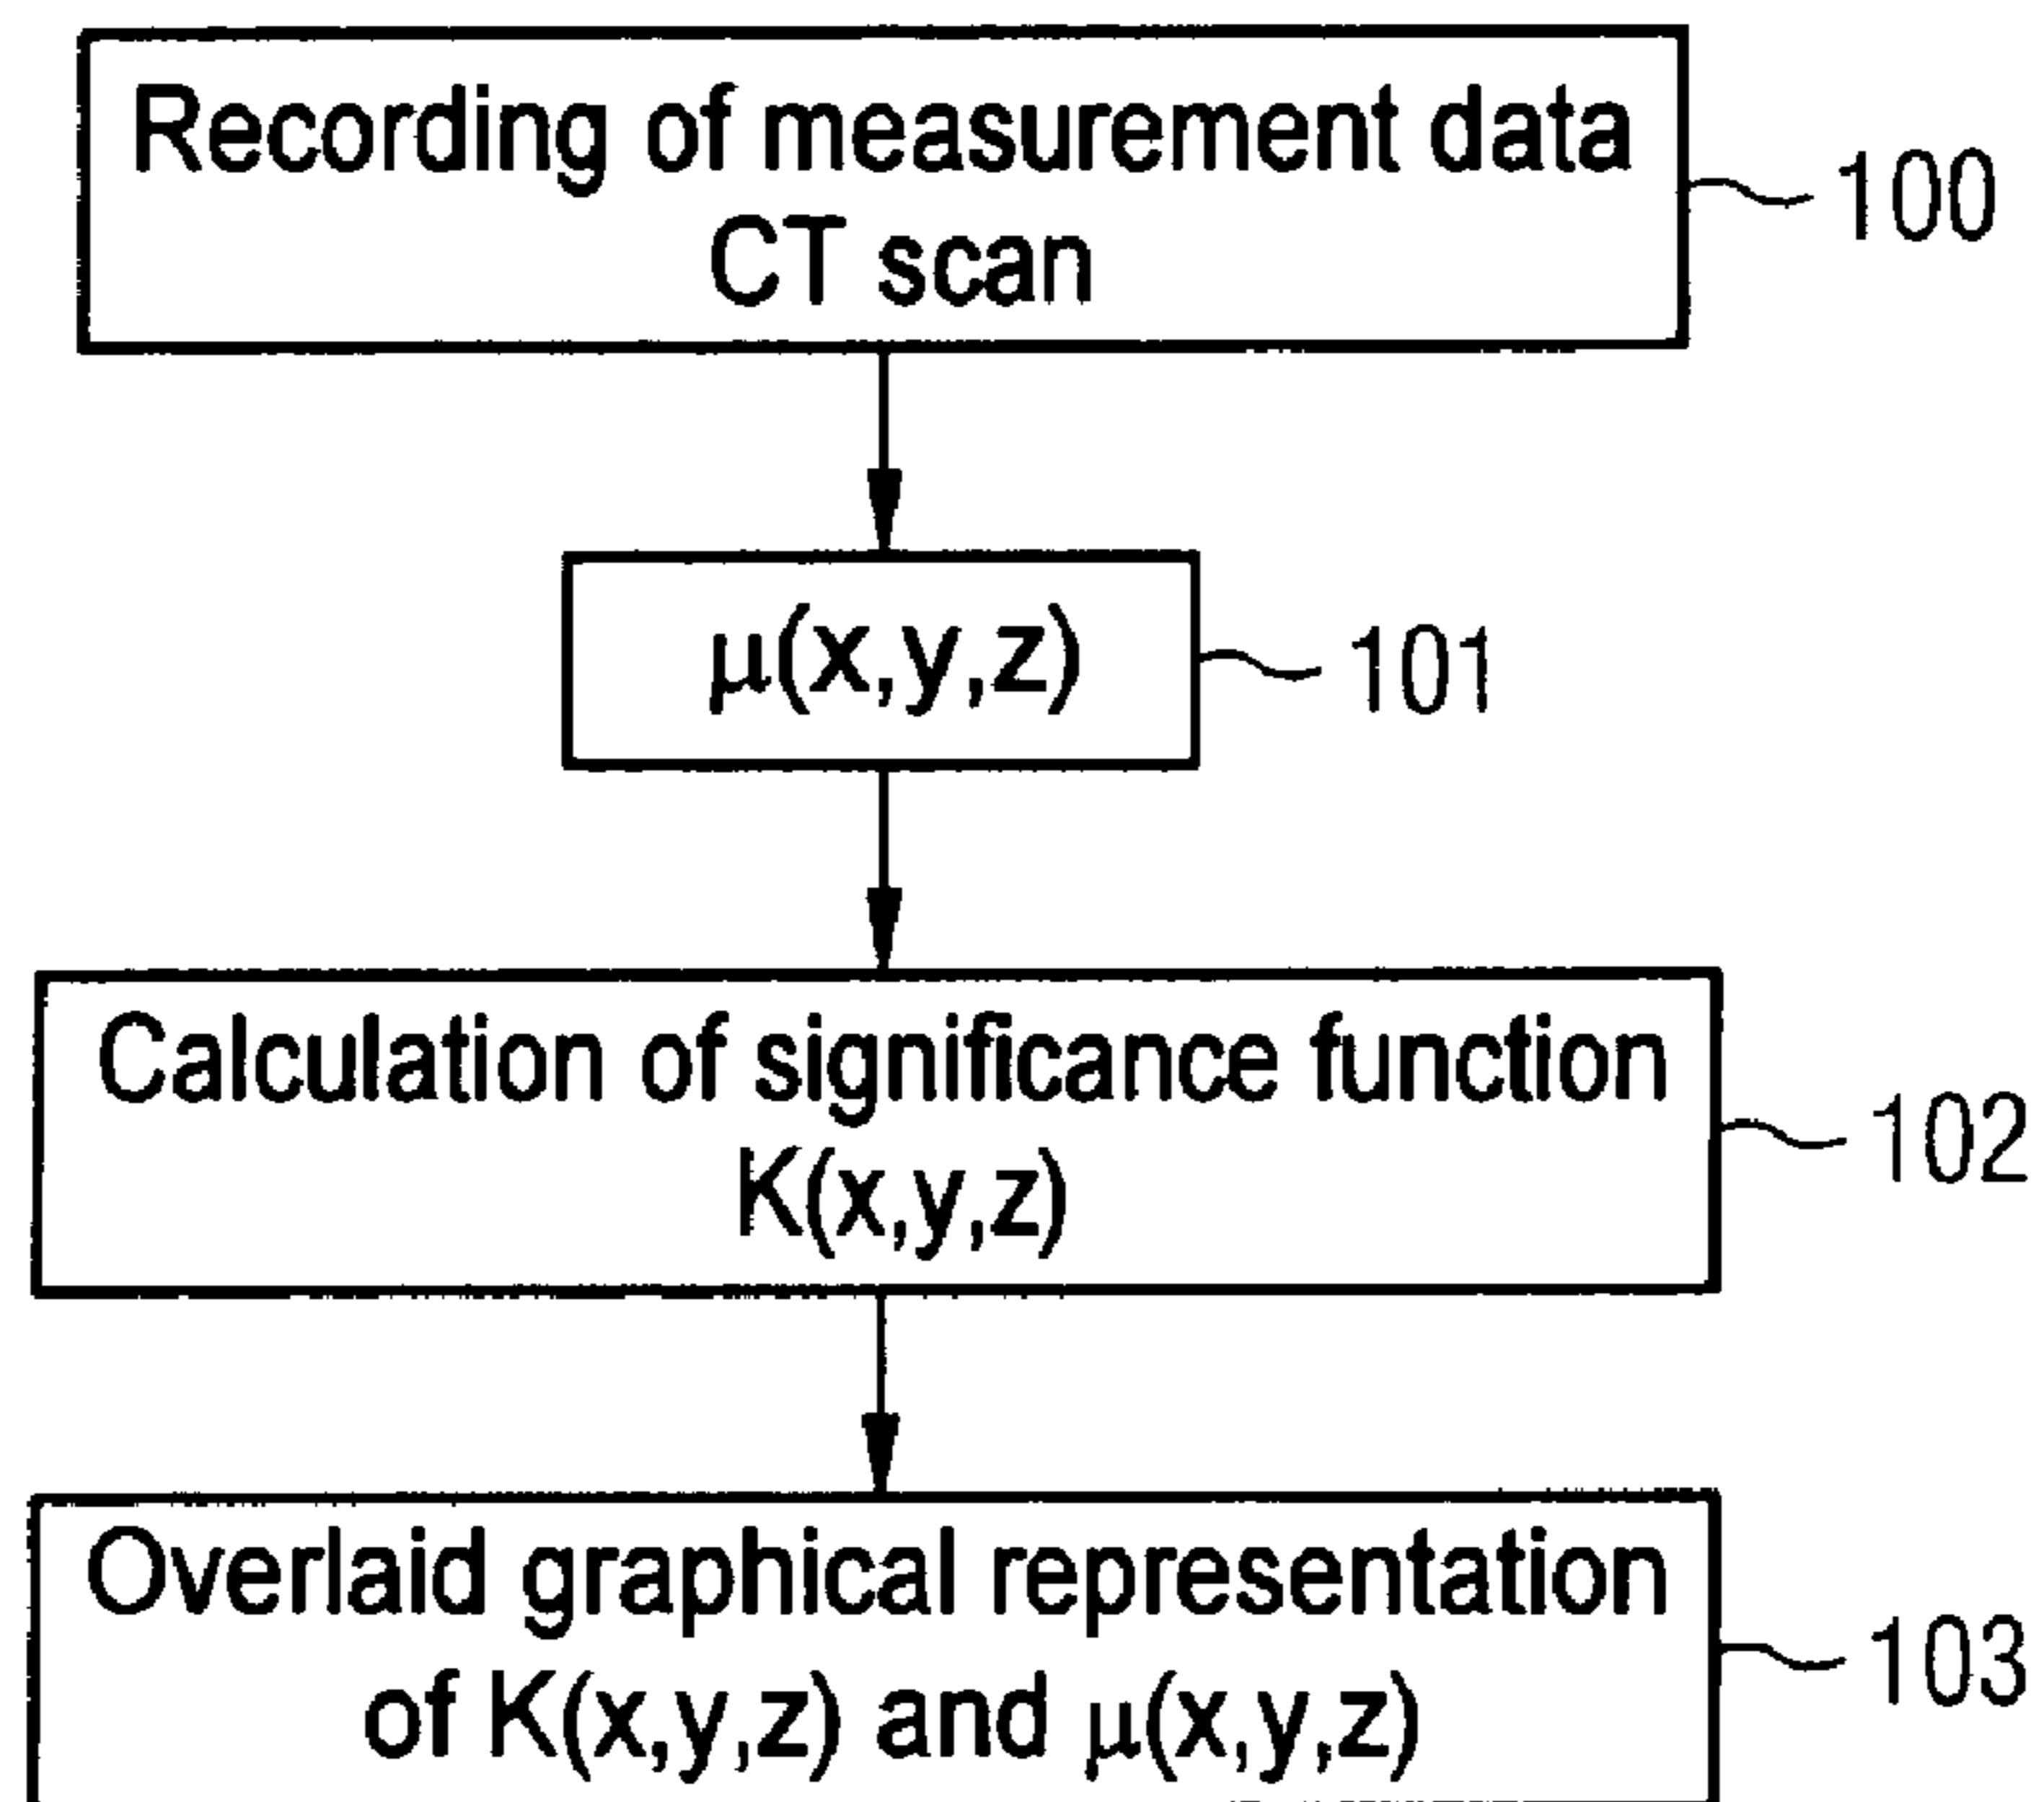 Recording of measurement data
CT scan
100
μ(x,y,z)
101
Calculation of significance function
K(x,y,z)
102
Overlaid graphical representation
of K(x,y,z) and μ(x,y,z)
103